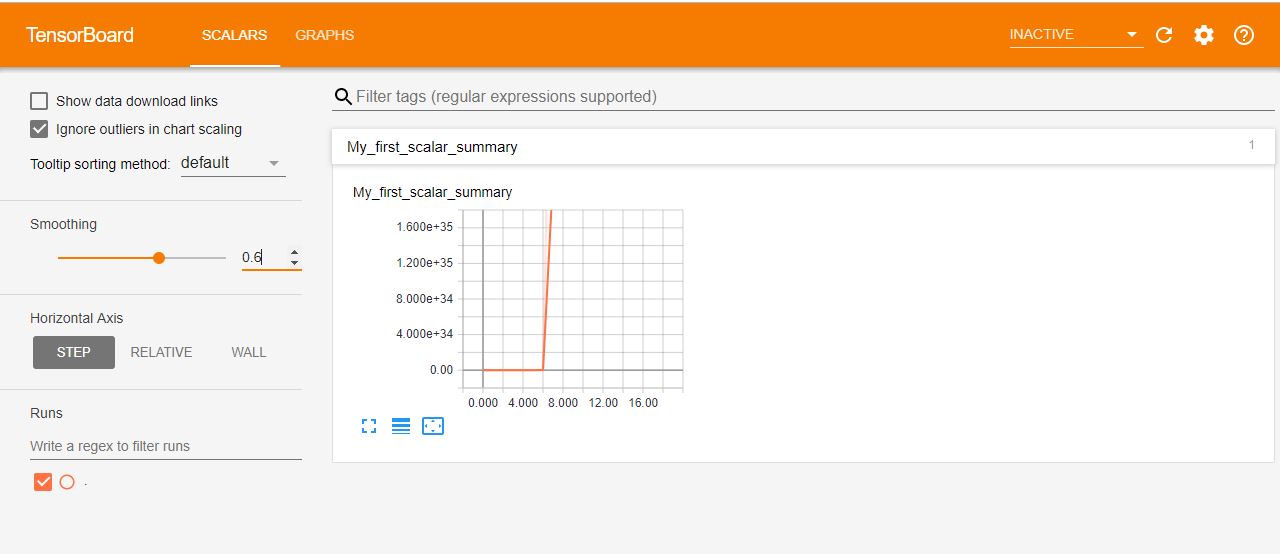 TensorBoard SCALARS GRAPHS INACTIVE
Show data download links
Ignore outliers in chart scaling
Tooltip sorting method: default
Smoothing
0.6
Horizontal Axis
STEP RELATIVE WALL
Runs
Write a regex to filter runs
.
Filter tags (regular expressions supported)
My_first_scalar_summary 1
My_first_scalar_summary
1.600e+35
1.200e+35
8.000e+34
4.000e+34
0.00
0.000 4.000 8.000 12.00 16.00